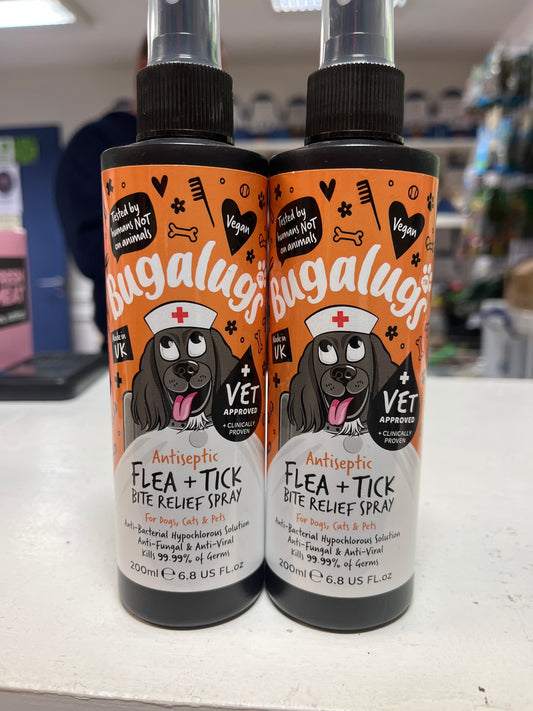 Tested by
humans NOT
on animals
Vegan
Bugalugs
Made in
UK
+
VET
APPROVED
+ CLINICALLY
PROVEN
Antiseptic
FLEA + TICK
BITE RELIEF SPRAY
For Dogs, Cats & Pets
Anti-Bacterial Hypochlorous Solution
Anti-Fungal & Anti-Viral
Kills 99.99% of Germs
200ml ℮ 6.8 US FL.oz
Tested by
humans NOT
on animals
Vegan
Bugalugs
Made in
UK
+
VET
APPROVED
+ CLINICALLY
PROVEN
Antiseptic
FLEA + TICK
BITE RELIEF SPRAY
For Dogs, Cats & Pets
Anti-Bacterial Hypochlorous Solution
Anti-Fungal & Anti-Viral
Kills 99.99% of Germs
200ml ℮ 6.8 US FL.oz